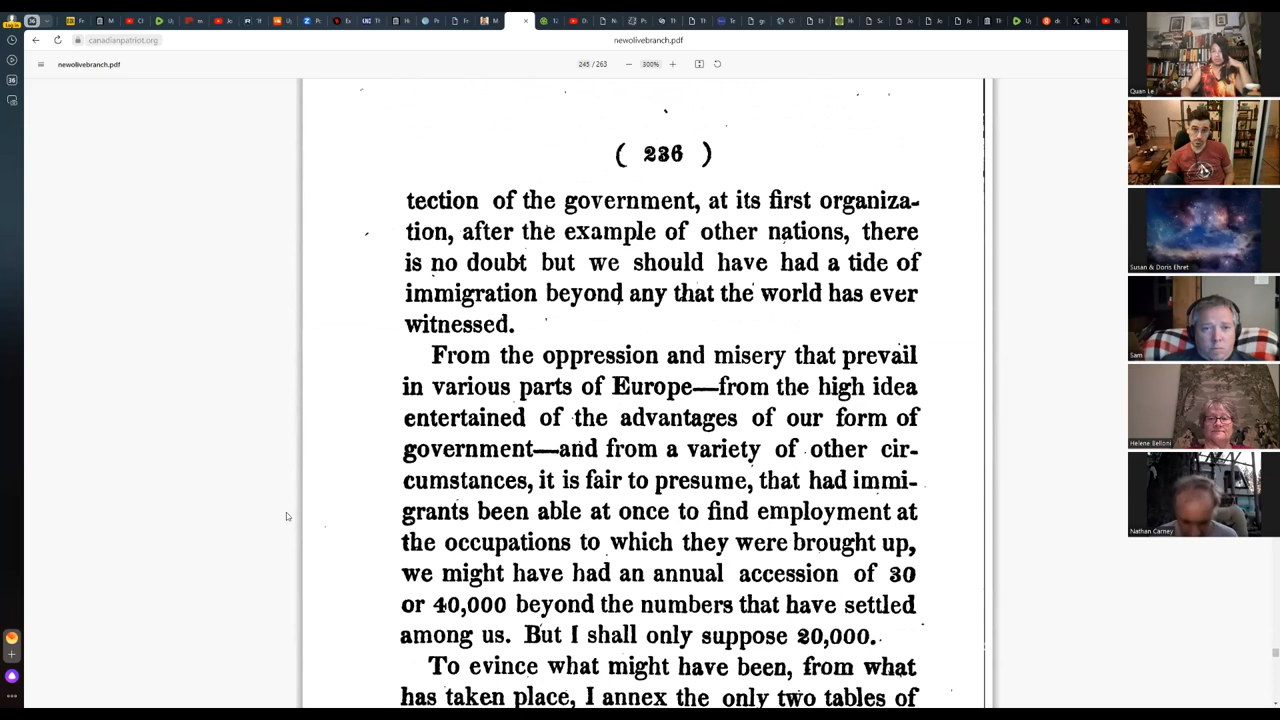 canadianpatriot.org
newolivebranch.pdf
newolivebranch.pdf
245 / 263
300%
( 236 )
tection of the government, at its first organiza-
tion, after the example of other nations, there
is no doubt but we should have had a tide of
immigration beyond any that the world has ever
witnessed.
From the oppression and misery that prevail
in various parts of Europe—from the high idea
entertained of the advantages of our form of
government—and from a variety of other cir-
cumstances, it is fair to presume, that had immi-
grants been able at once to find employment at
the occupations to which they were brought up,
we might have had an annual accession of 30
or 40,000 beyond the numbers that have settled
among us. But I shall only suppose 20,000.
To evince what might have been, from what
has taken place, I annex the only two tables of
Quan Le
Susan & Doris Ehret
Sam
Helene Belloni
Nathan Carney